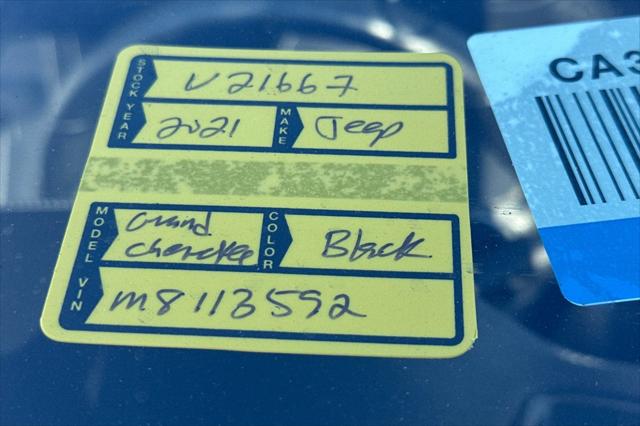 STOCK V21667
YEAR 2021 MAKE Jeep
MODEL Grand Cherokee COLOR Black
VIN M8113592
CA3